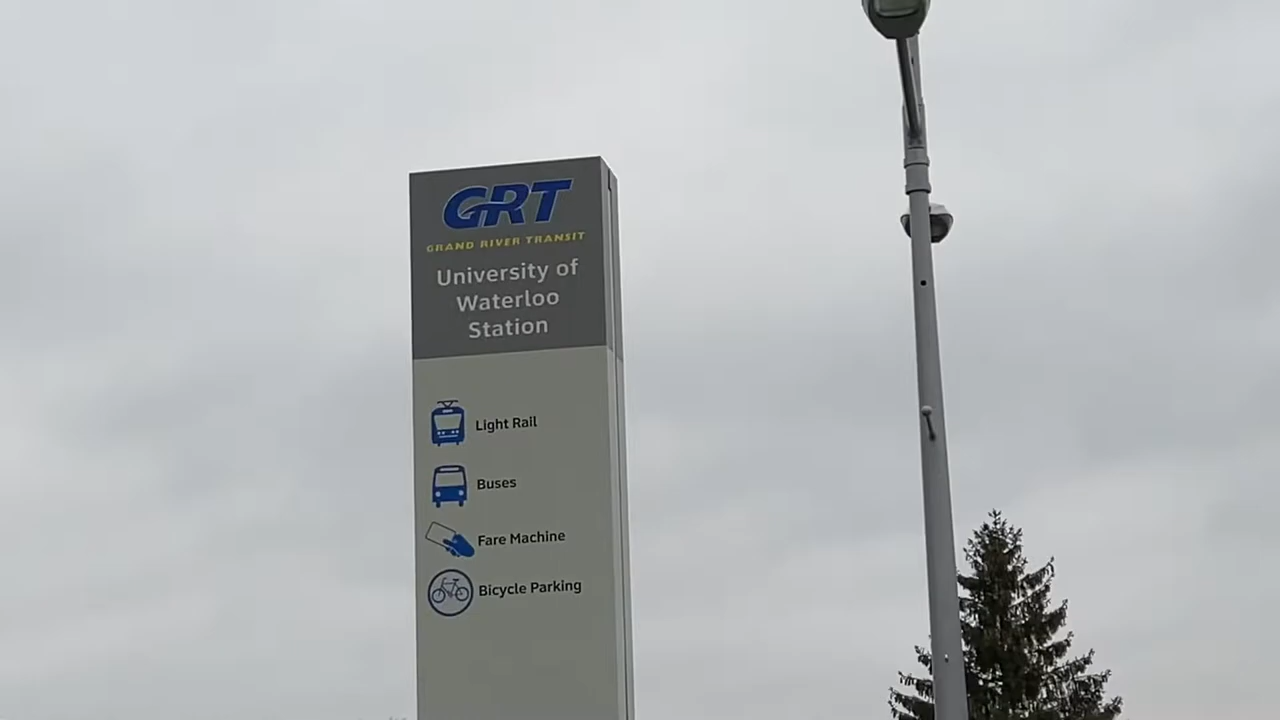 GRT
GRAND RIVER TRANSIT
University of
Waterloo
Station
Light Rail
Buses
Fare Machine
Bicycle Parking